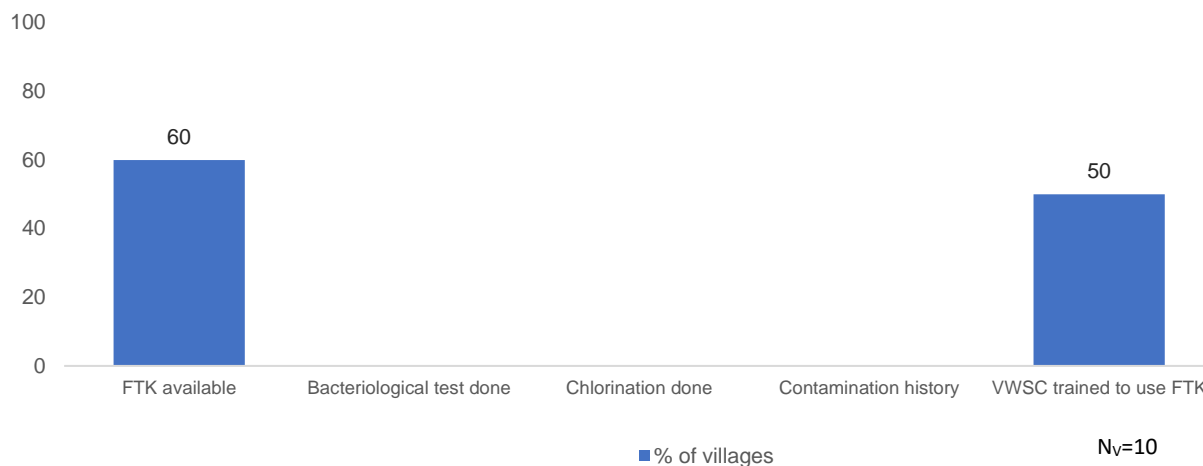 100
80
60
40
20
0
60
50
FTK available
Bacteriological test done
Chlorination done
Contamination history
VWSC trained to use FTK
% of villages
Nv=10